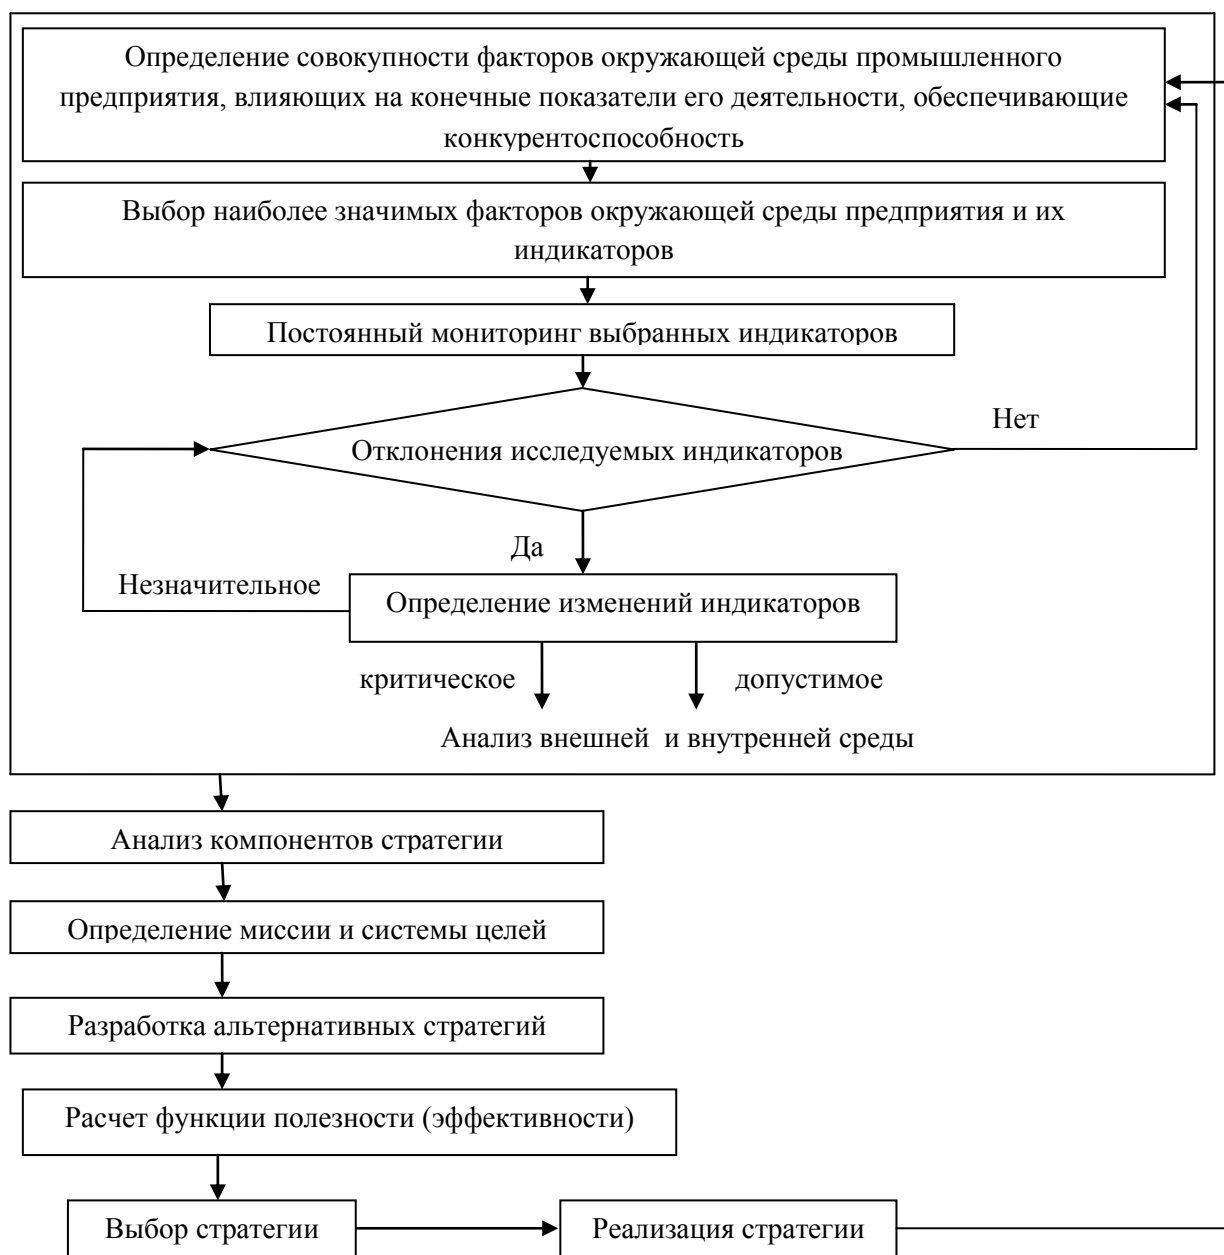 Определение совокупности факторов окружающей среды промышленного
предприятия, влияющих на конечные показатели его деятельности, обеспечивающие
конкурентоспособность
Выбор наиболее значимых факторов окружающей среды предприятия и их
индикаторов
Постоянный мониторинг выбранных индикаторов
Нет
Отклонения исследуемых индикаторов
Да
Незначительное
Определение изменений индикаторов
критическое
допустимое
Анализ внешней и внутренней среды
Анализ компонентов стратегии
Определение миссии и системы целей
Разработка альтернативных стратегий
Расчет функции полезности (эффективности)
Выбор стратегии
Реализация стратегии